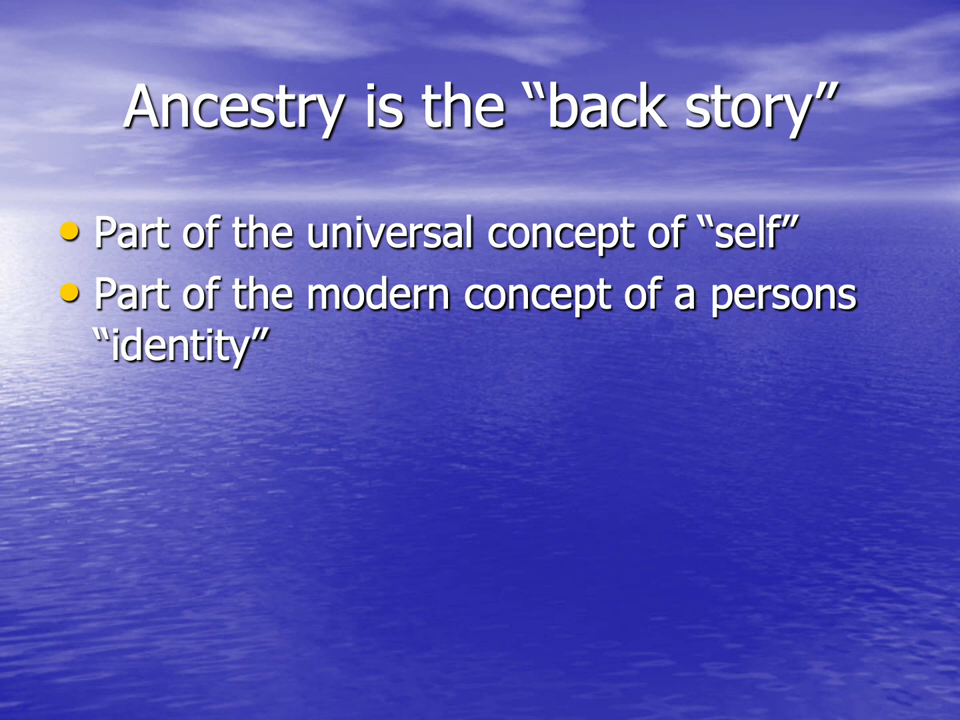 Ancestry is the “back story”
• Part of the universal concept of “self”
• Part of the modern concept of a persons
“identity”